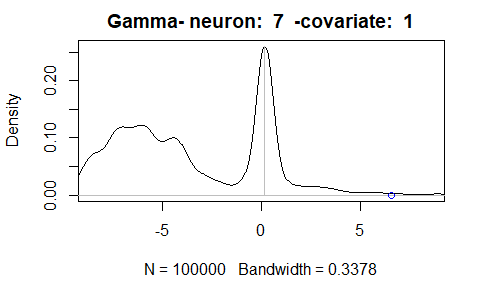 Gamma- neuron:  7  -covariate:  1
Density
0.20
0.10
0.00
-5 0 5
N = 100000   Bandwidth = 0.3378